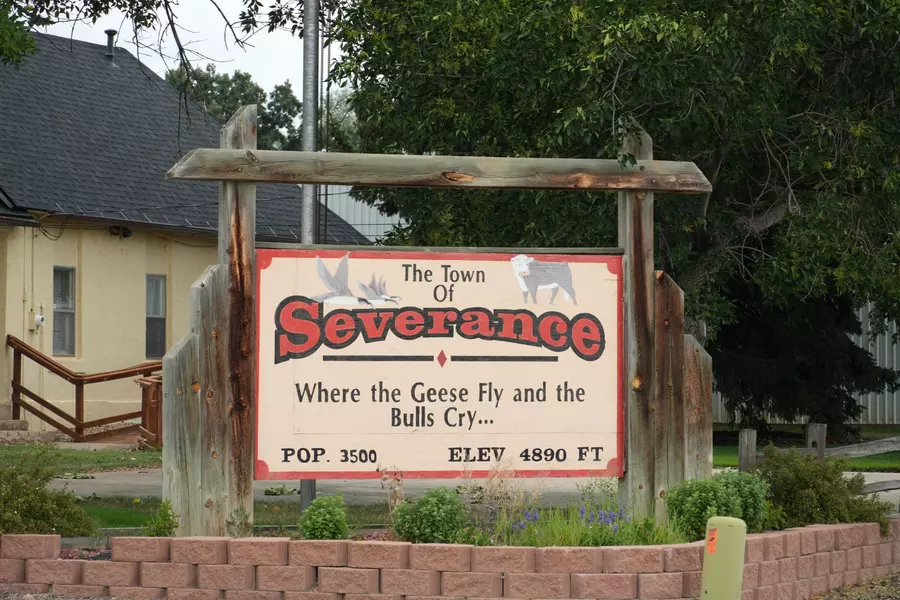 The Town
Of
Severance
Where the Geese Fly and the
Bulls Cry...
POP. 3500 ELEV 4890 FT